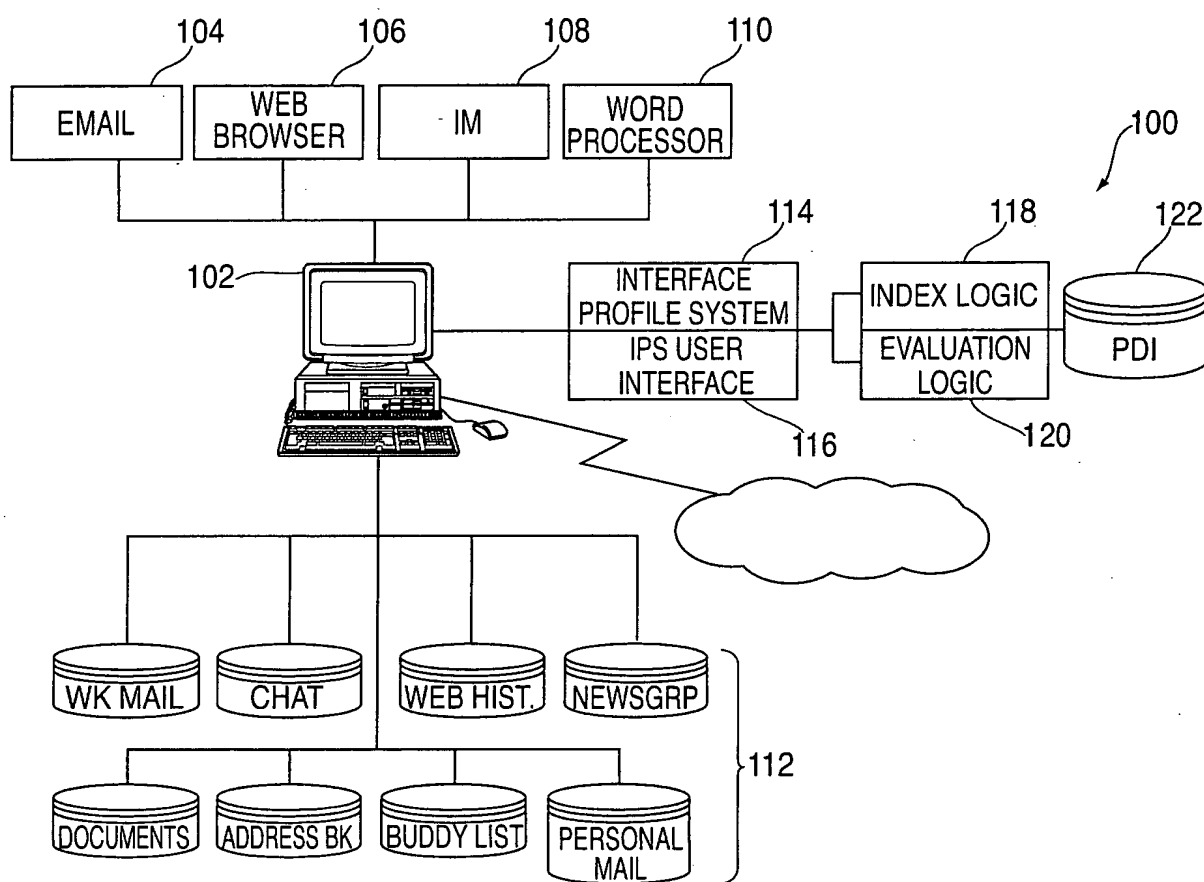 104
106
108
110
EMAIL
WEB
BROWSER
IM
WORD
PROCESSOR
100
102
114
118
122
INTERFACE
PROFILE SYSTEM
IPS USER
INTERFACE
INDEX LOGIC
EVALUATION
LOGIC
PDI
116
120
WK MAIL
CHAT
WEB HIST.
NEWSGRP
112
DOCUMENTS
ADDRESS BK
BUDDY LIST
PERSONAL
MAIL